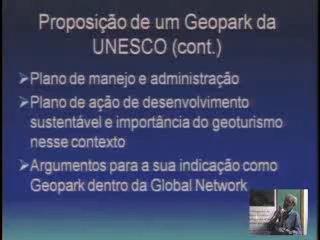 Proposição de um Geopark da
UNESCO (cont.)
➢Plano de manejo e administração
➢Plano de ação de desenvolvimento
sustentável e importância do geoturismo
nesse contexto
➢Argumentos para a sua indicação como
Geopark dentro da Global Network